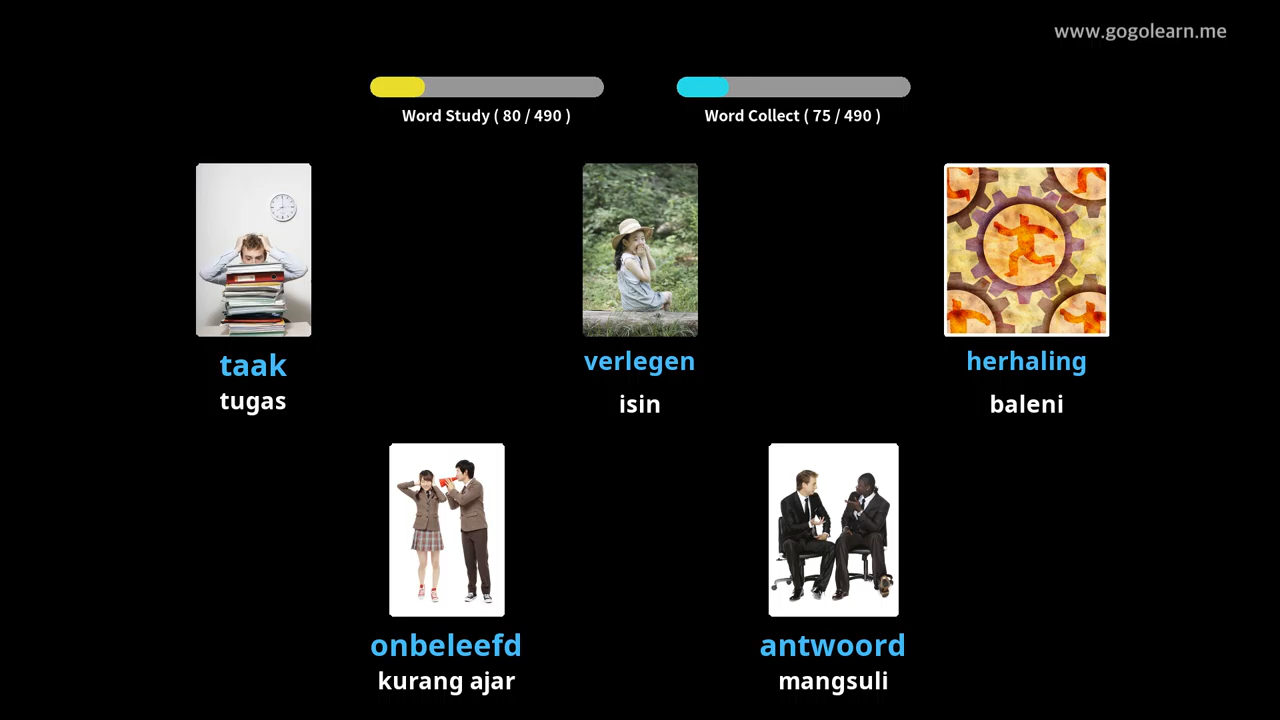 www.gogolearn.me
Word Study ( 80 / 490 )
Word Collect ( 75 / 490 )
taak
tugas
verlegen
isin
herhaling
baleni
onbeleefd
kurang ajar
antwoord
mangsuli